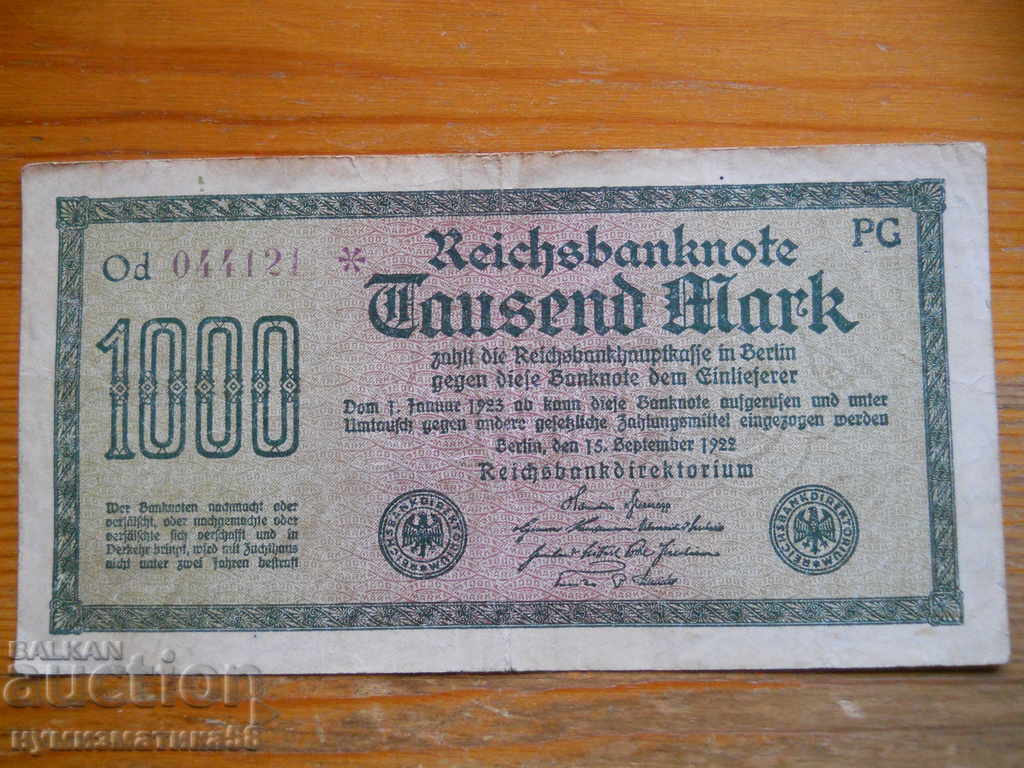 Od 044121 *
PG
Reichsbanknote
Tausend Mark
1000
zahlt die Reichsbankhauptkasse in Berlin
gegen diese Banknote dem Einlieferer
Vom 1. Januar 1923 ab kann diese Banknote aufgerufen und unter
Umtausch gegen andere gesetzliche Zahlungsmittel eingezogen werden
Berlin, den 15. September 1922
Reichsbankdirektorium
Wer Banknoten nachmacht oder
verfälscht, oder nachgemachte oder
verfälschte sich verschafft und in
Verkehr bringt, wird mit Zuchthaus
nicht unter zwei Jahren bestraft
REICHSBANKDIREKTORIUM
REICHSBANKDIREKTORIUM
BALKAN
auction
нумизматика88